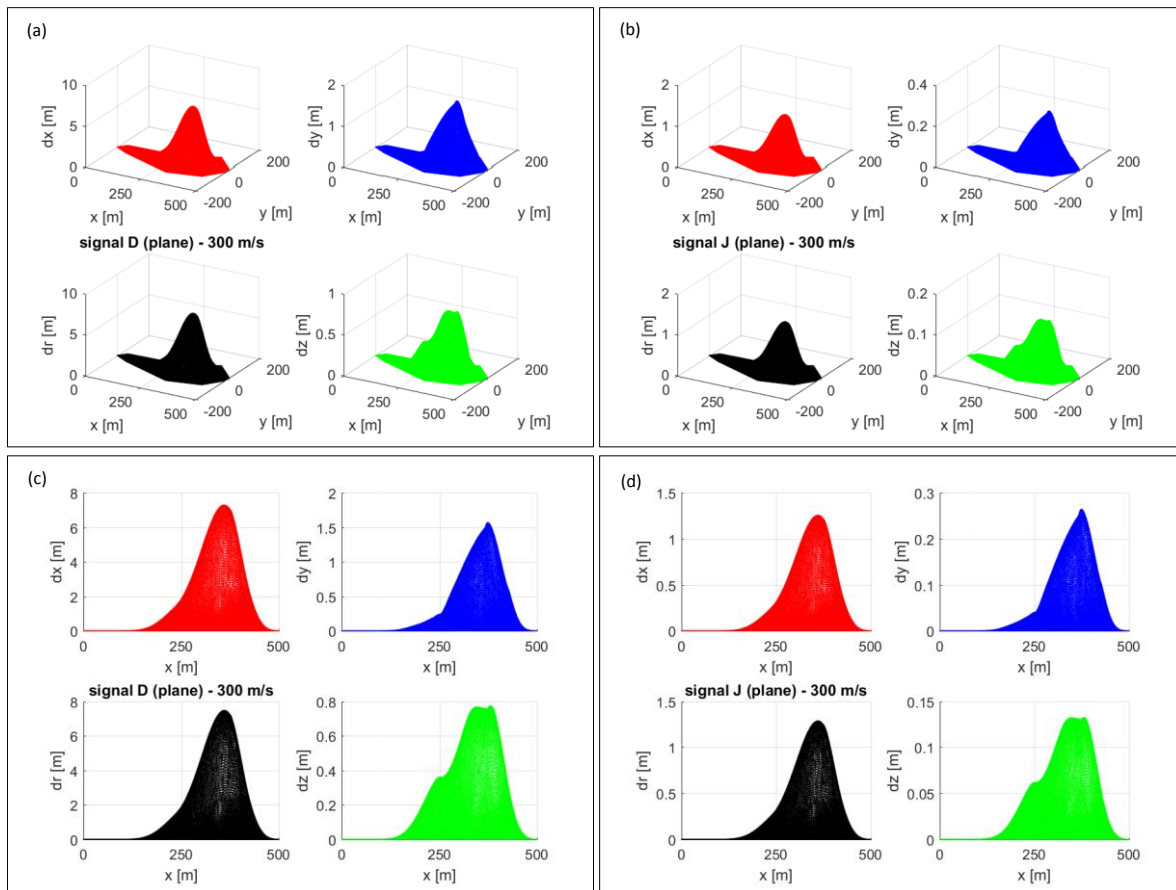 (a)
10
5
0
dx [m]
0
250
500
x [m]
-200
0
200
y [m]
2
1
0
dy [m]
0
250
500
x [m]
-200
0
200
y [m]
signal D (plane) - 300 m/s
10
5
0
dr [m]
0
250
500
x [m]
-200
0
200
y [m]
1
0.5
0
dz [m]
0
250
500
x [m]
-200
0
200
y [m]
(b)
2
1
0
dx [m]
0
250
500
x [m]
-200
0
200
y [m]
0.4
0.2
0
dy [m]
0
250
500
x [m]
-200
0
200
y [m]
signal J (plane) - 300 m/s
2
1
0
dr [m]
0
250
500
x [m]
-200
0
200
y [m]
0.2
0.1
0
dz [m]
0
250
500
x [m]
-200
0
200
y [m]
(c)
8
6
4
2
0
dx [m]
0
250
500
x [m]
2
1.5
1
0.5
0
dy [m]
0
250
500
x [m]
signal D (plane) - 300 m/s
8
6
4
2
0
dr [m]
0
250
500
x [m]
0.8
0.6
0.4
0.2
0
dz [m]
0
250
500
x [m]
(d)
1.5
1
0.5
0
dx [m]
0
250
500
x [m]
0.3
0.2
0.1
0
dy [m]
0
250
500
x [m]
signal J (plane) - 300 m/s
1.5
1
0.5
0
dr [m]
0
250
500
x [m]
0.15
0.1
0.05
0
dz [m]
0
250
500
x [m]